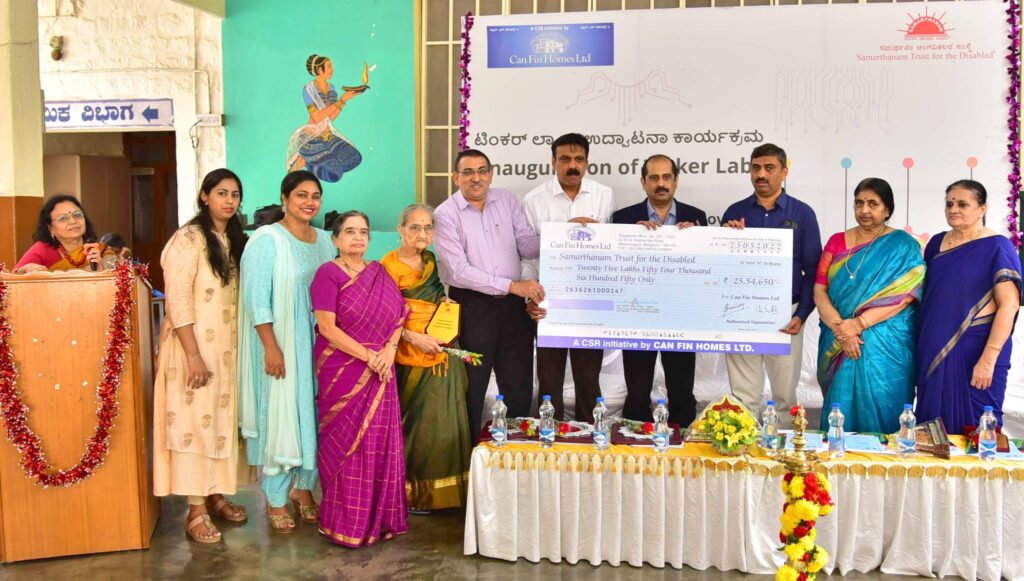 ಯಿಕ ವಿಭಾಗ
A CSR initiative by
Can Fin Homes Ltd
SAMARTHANAM
ಸಮರ್ಥನಂ ಅಂಗವಿಕಲರ ಸಂಸ್ಥೆ
Samarthanam Trust for the Disabled
ಟಿಂಕರ್ ಲ್ಯಾ ಉದ್ಘಾಟನಾ ಕಾರ್ಯಕ್ರಮ
naugu on of ker Lab
Can Fin Homes Ltd
25052022
Samarthanam Trust for the Disabled
Twenty Five Lakhs Fifty Four Thousand
Six Hundred Fifty Only
₹ 25,54,650/-
2636261000147
For Can Fin Homes Ltd
Authorised Signatories
A CSR initiative by CAN FIN HOMES LTD.